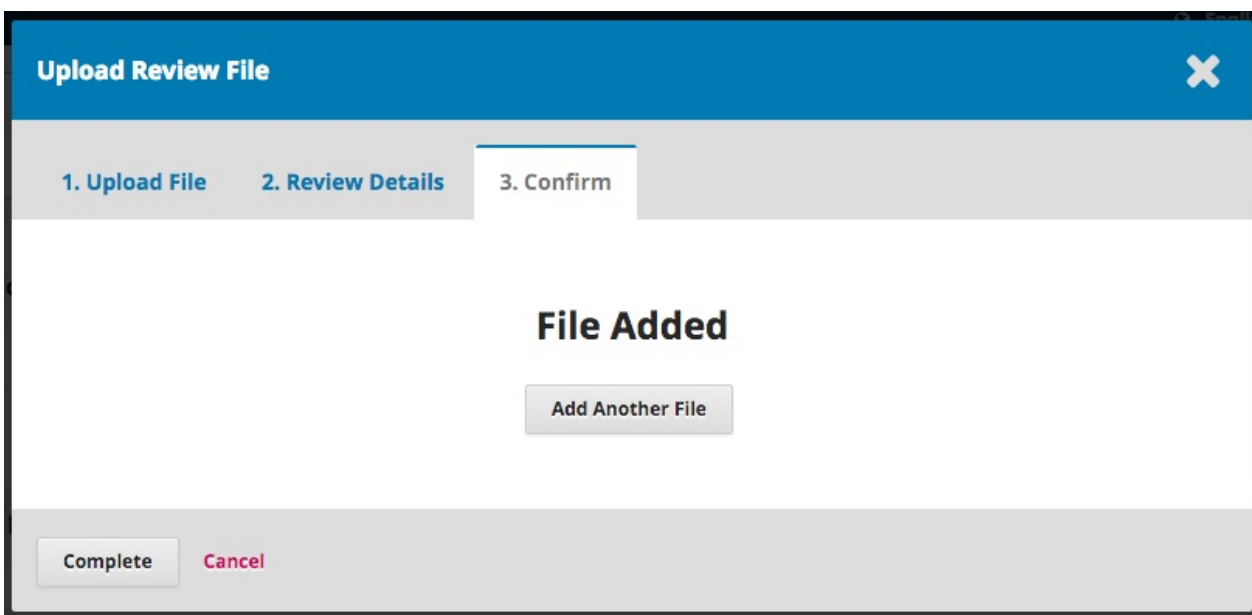 Upload Review File
1. Upload File 2. Review Details 3. Confirm
File Added
Add Another File
Complete Cancel